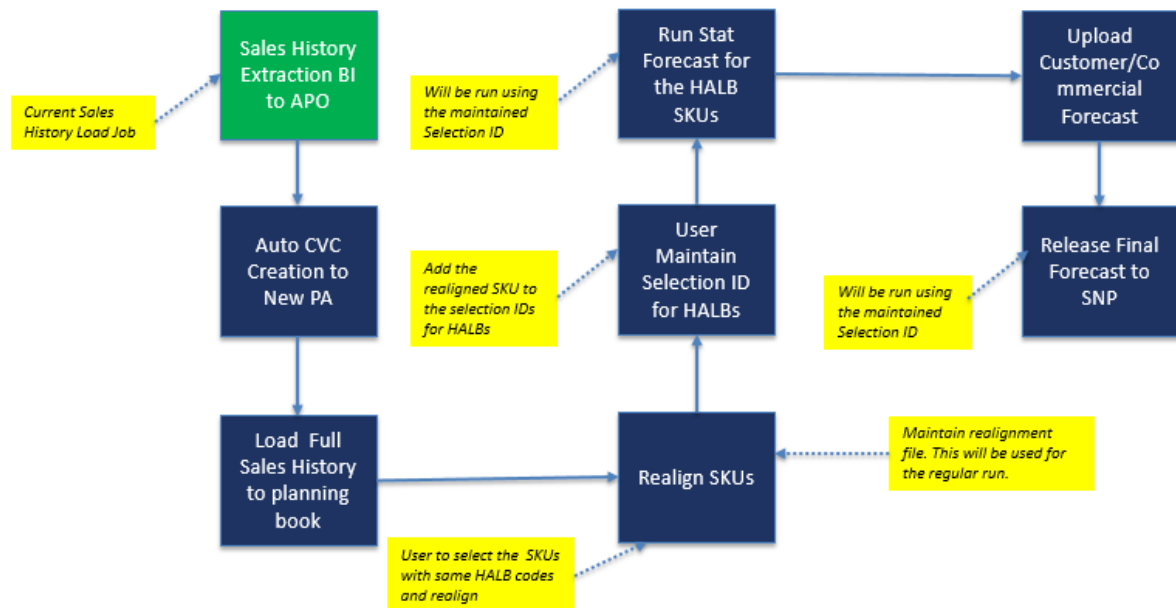 Sales History
Extraction BI
to APO
Current Sales
History Load Job
Auto CVC
Creation to
New PA
Load  Full
Sales History
to planning
book
Run Stat
Forecast for
the HALB
SKUs
Will be run using
the maintained
Selection ID
User
Maintain
Selection ID
for HALBs
Add the
realigned SKU to
the selection IDs
for HALBs
Realign SKUs
User to select the  SKUs
with same HALB codes
and realign
Maintain realignment
file. This will be used for
the regular run.
Upload
Customer/Co
mmercial
Forecast
Release Final
Forecast to
SNP
Will be run using
the maintained
Selection ID